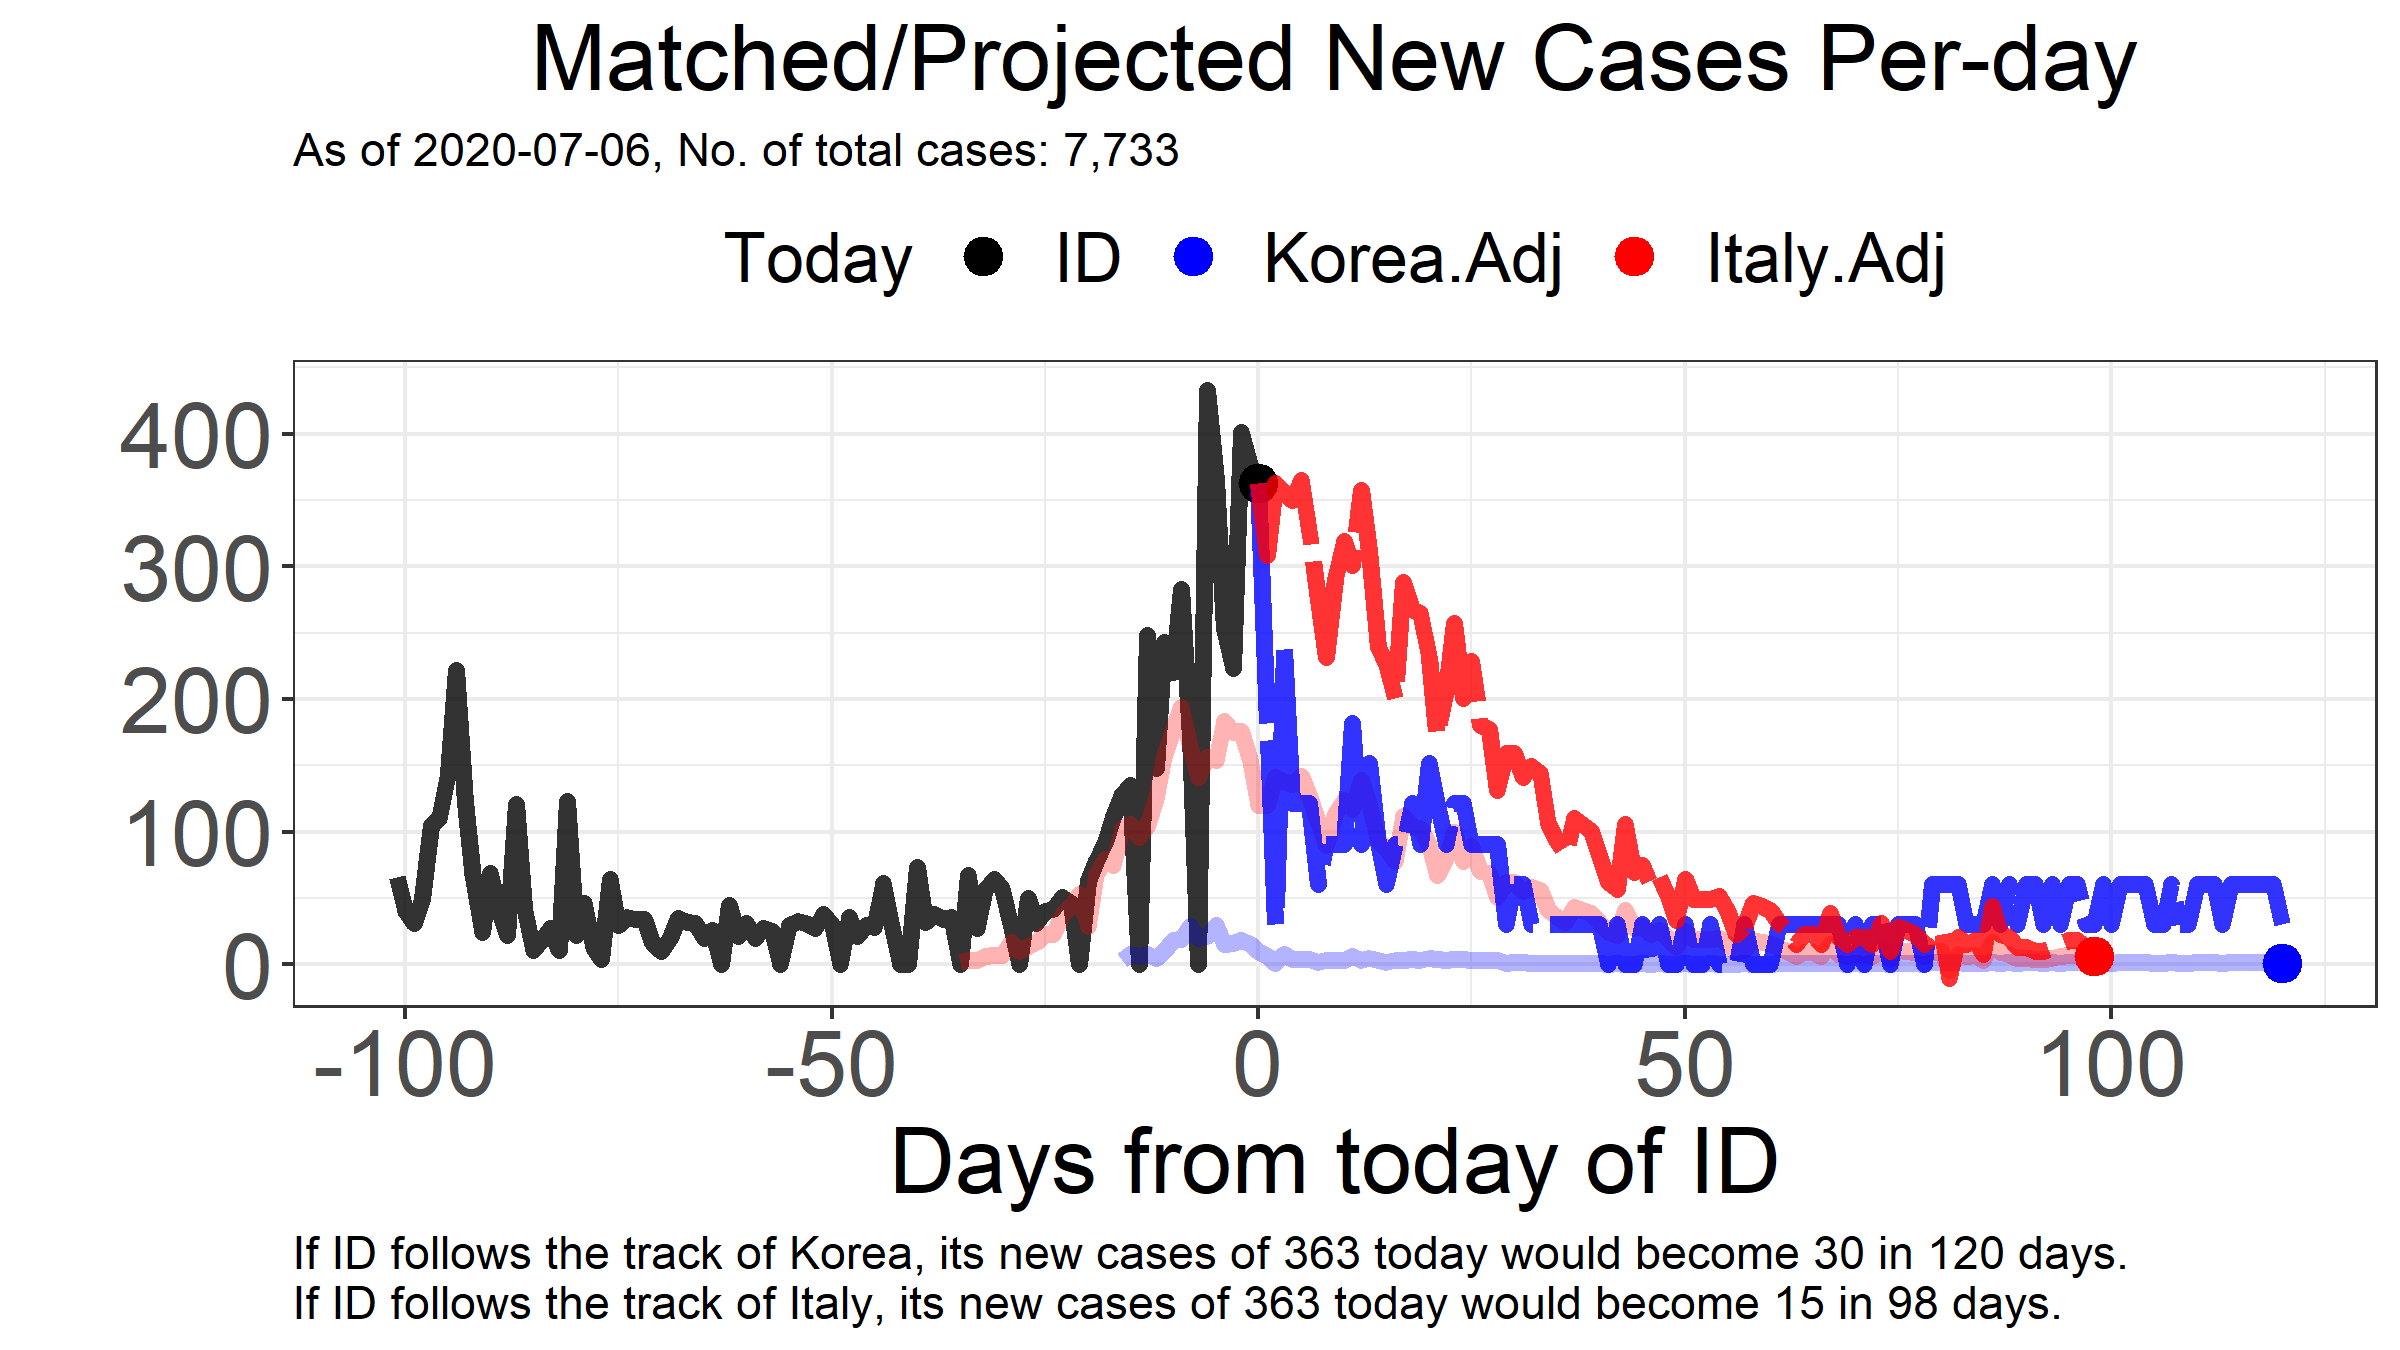 Matched/Projected New Cases Per-day
As of 2020-07-06, No. of total cases: 7,733
Today ID Korea.Adj Italy.Adj
400
300
200
100
0
-100 -50 0 50 100
Days from today of ID
If ID follows the track of Korea, its new cases of 363 today would become 30 in 120 days.
If ID follows the track of Italy, its new cases of 363 today would become 15 in 98 days.